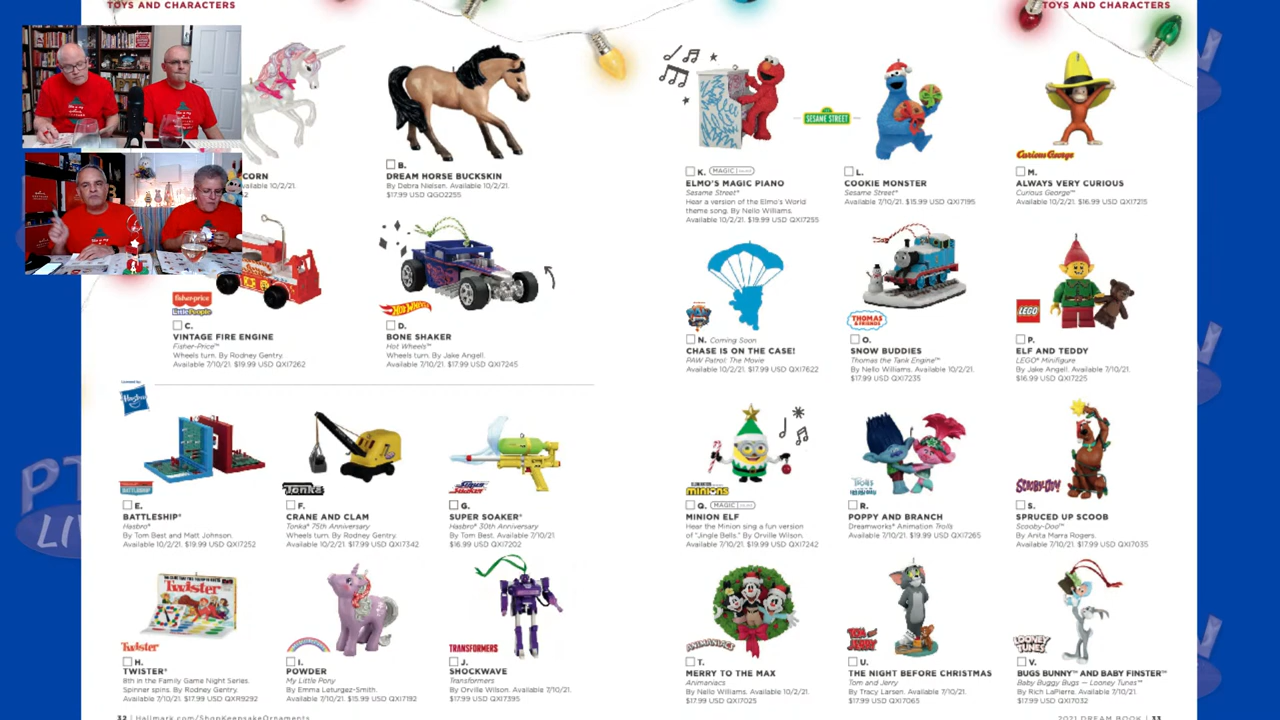 TOYS AND CHARACTERS
TOYS AND CHARACTERS
CORN
Available 10/2/21.
B.
DREAM HORSE BUCKSKIN
By Debra Nielsen. Available 10/2/21.
$17.99 USD QGO2255
Fisher-Price
Little People
C.
VINTAGE FIRE ENGINE
Fisher-Price™
Wheels turn. By Rodney Gentry.
Available 7/10/21. $19.99 USD QXI7262
Hot Wheels
D.
BONE SHAKER
Hot Wheels™
Wheels turn. By Jake Angell.
Available 7/10/21. $17.99 USD QXI7245
Hasbro
BATTLESHIP
E.
BATTLESHIP®
Hasbro®
By Tom Best and Matt Johnson.
Available 10/2/21. $19.99 USD QXI7252
Tonka
F.
CRANE AND CLAM
Tonka® 75th Anniversary
Wheels turn. By Rodney Gentry.
Available 10/2/21 $17.99 USD QXI7342
Super Soaker
G.
SUPER SOAKER®
Hasbro® 30th Anniversary
By Tom Best. Available 7/10/21.
$16.99 USD QXI7202
Twister
Twister
H.
TWISTER®
8th in the Family Game Night Series.
Spinner spins. By Rodney Gentry.
Available 7/10/21. $17.99 USD QXR9292
I.
POWDER
My Little Pony
By Emma Leturgez-Smith.
Available 7/10/21. $15.99 USD QXI7192
TRANSFORMERS
J.
SHOCKWAVE
Transformers
By Orville Wilson. Available 7/10/21.
$17.99 USD QXI7395
K. MAGIC
ELMO'S MAGIC PIANO
Sesame Street®
Hear a version of the Elmo's World
theme song. By Nello Williams.
Available 10/2/21. $19.99 USD QXI7255
SESAME STREET
L.
COOKIE MONSTER
Sesame Street®
Available 7/10/21. $15.99 USD QXI7195
Curious George
M.
ALWAYS VERY CURIOUS
Curious George™
Available 10/2/21. $16.99 USD QXI7215
N. Coming Soon
CHASE IS ON THE CASE!
PAW Patrol: The Movie
Available 10/2/21. $17.99 USD QXI7622
THOMAS & FRIENDS
O.
SNOW BUDDIES
Thomas the Tank Engine™
By Nello Williams. Available 10/2/21.
$17.99 USD QXI7235
LEGO
P.
ELF AND TEDDY
LEGO® Minifigure
By Jake Angell. Available 7/10/21.
$16.99 USD QXI7225
minions
Q. MAGIC
MINION ELF
Hear the Minion sing a fun version
of "Jingle Bells." By Orville Wilson.
Available 7/10/21. $19.99 USD QXI7242
Trolls
R.
POPPY AND BRANCH
Dreamworks® Animation Trolls
Available 7/10/21. $19.99 USD QXI7265
SCOOBY-DOO!
S.
SPRUCED UP SCOOB
Scooby-Doo™
By Anita Marra Rogers.
Available 7/10/21. $17.99 USD QXI7035
ANIMANIACS
T.
MERRY TO THE MAX
Animaniacs
By Nello Williams. Available 10/2/21.
$17.99 USD QXI7025
TOM and JERRY
U.
THE NIGHT BEFORE CHRISTMAS
Tom and Jerry
By Tracy Larsen. Available 7/10/21.
$17.99 USD QXI7065
LOONEY TUNES
V.
BUGS BUNNY™ AND BABY FINSTER™
Baby Buggy Bugs — Looney Tunes™
By Rich LaPierre. Available 7/10/21.
$17.99 USD QXI7032
32 | Hallmark.com/ShopKeepsakeOrnaments
2021 DREAM BOOK | 33